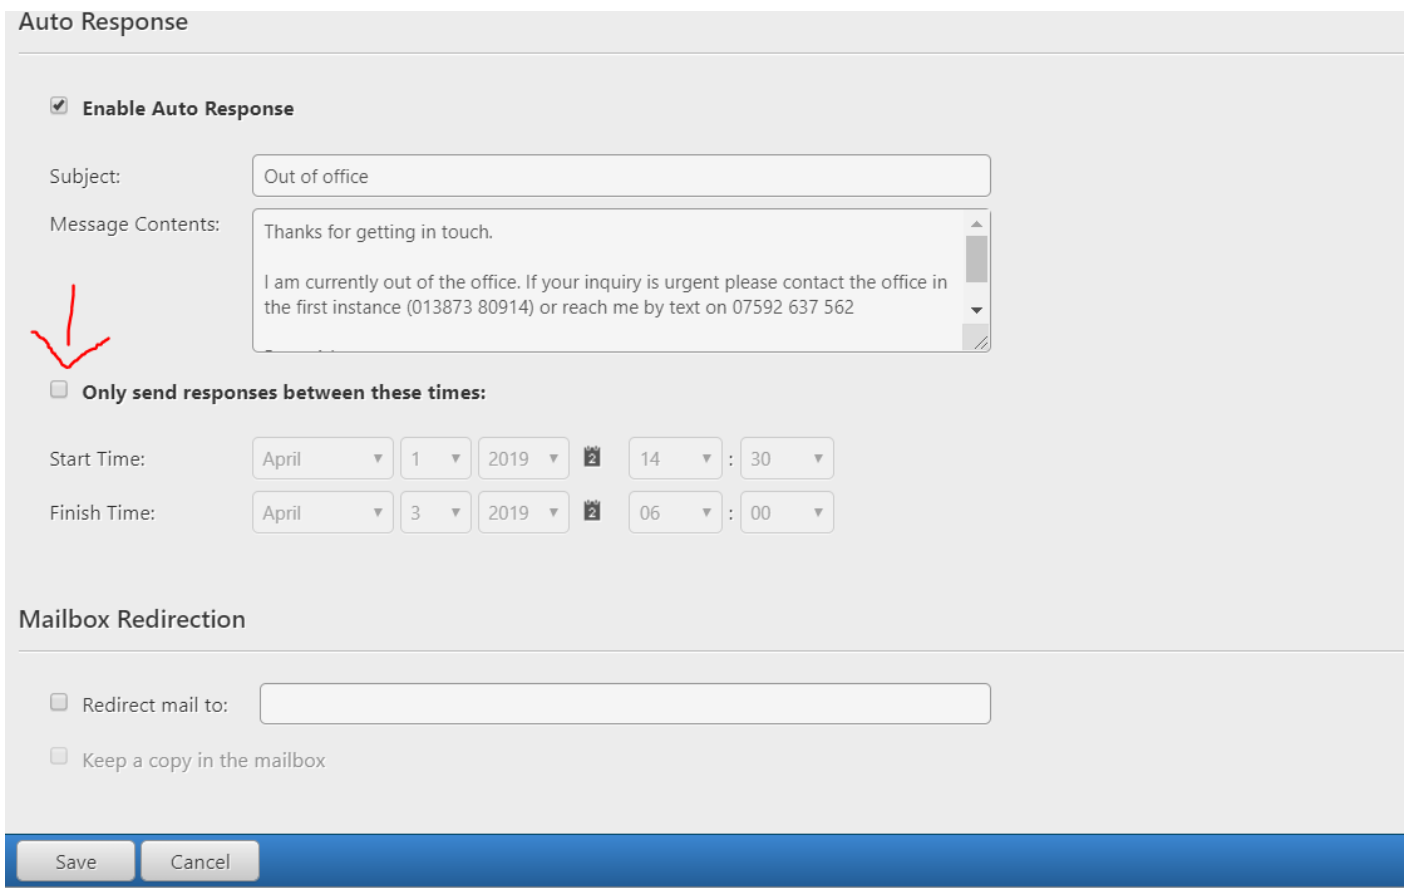 Auto Response
Enable Auto Response
Subject: Out of office
Message Contents: Thanks for getting in touch.
I am currently out of the office. If your inquiry is urgent please contact the office in
the first instance (013873 80914) or reach me by text on 07592 637 562
Only send responses between these times:
Start Time: April 1 2019 2 14 : 30
Finish Time: April 3 2019 2 06 : 00
Mailbox Redirection
Redirect mail to:
Keep a copy in the mailbox
Save Cancel